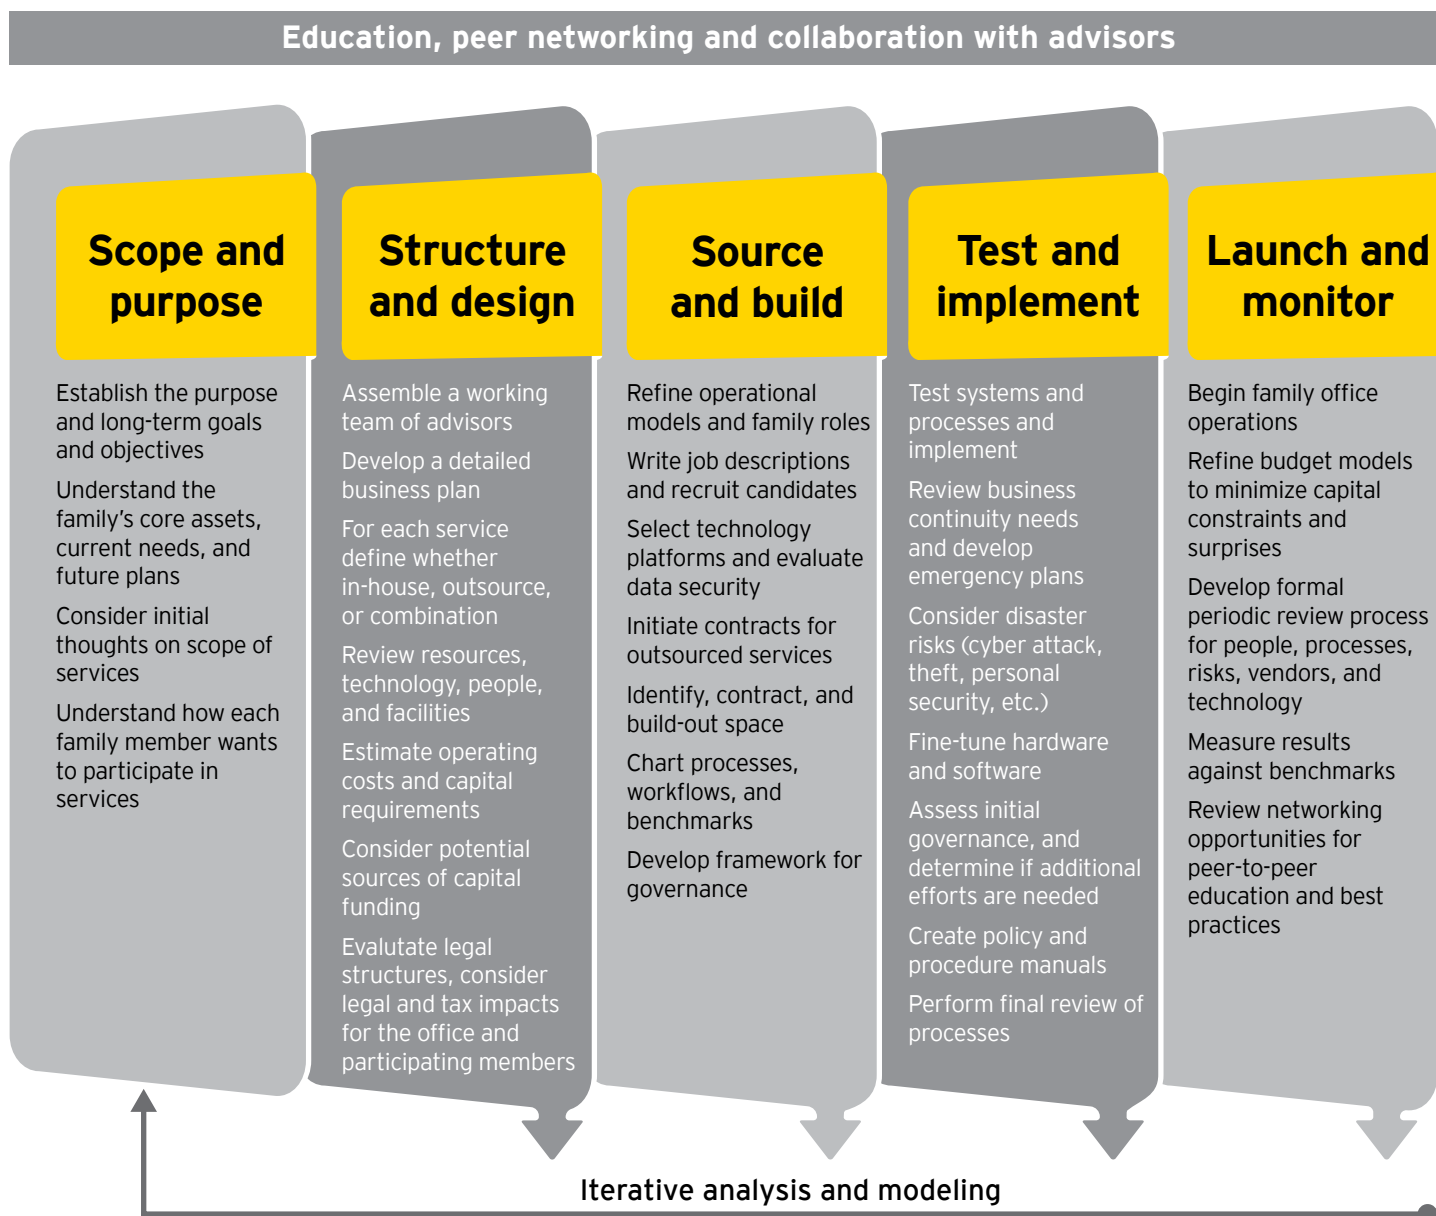 Education, peer networking and collaboration with advisors
Scope and
purpose
Establish the purpose
and long-term goals
and objectives
Understand the
family's core assets,
current needs, and
future plans
Consider initial
thoughts on scope of
services
Understand how each
family member wants
to participate in
services
Structure
and design
Assemble a working
team of advisors
Develop a detailed
business plan
For each service
define whether
in-house, outsource,
or combination
Review resources,
technology, people,
and facilities
Estimate operating
costs and capital
requirements
Consider potential
sources of capital
funding
Evalutate legal
structures, consider
legal and tax impacts
for the office and
participating members
Source
and build
Refine operational
models and family roles
Write job descriptions
and recruit candidates
Select technology
platforms and evaluate
data security
Initiate contracts for
outsourced services
Identify, contract, and
build-out space
Chart processes,
workflows, and
benchmarks
Develop framework for
governance
Test and
implement
Test systems and
processes and
implement
Review business
continuity needs
and develop
emergency plans
Consider disaster
risks (cyber attack,
theft, personal
security, etc.)
Fine-tune hardware
and software
Assess initial
governance, and
determine if additional
efforts are needed
Create policy and
procedure manuals
Perform final review of
processes
Launch and
monitor
Begin family office
operations
Refine budget models
to minimize capital
constraints and
surprises
Develop formal
periodic review process
for people, processes,
risks, vendors, and
technology
Measure results
against benchmarks
Review networking
opportunities for
peer-to-peer
education and best
practices
Iterative analysis and modeling